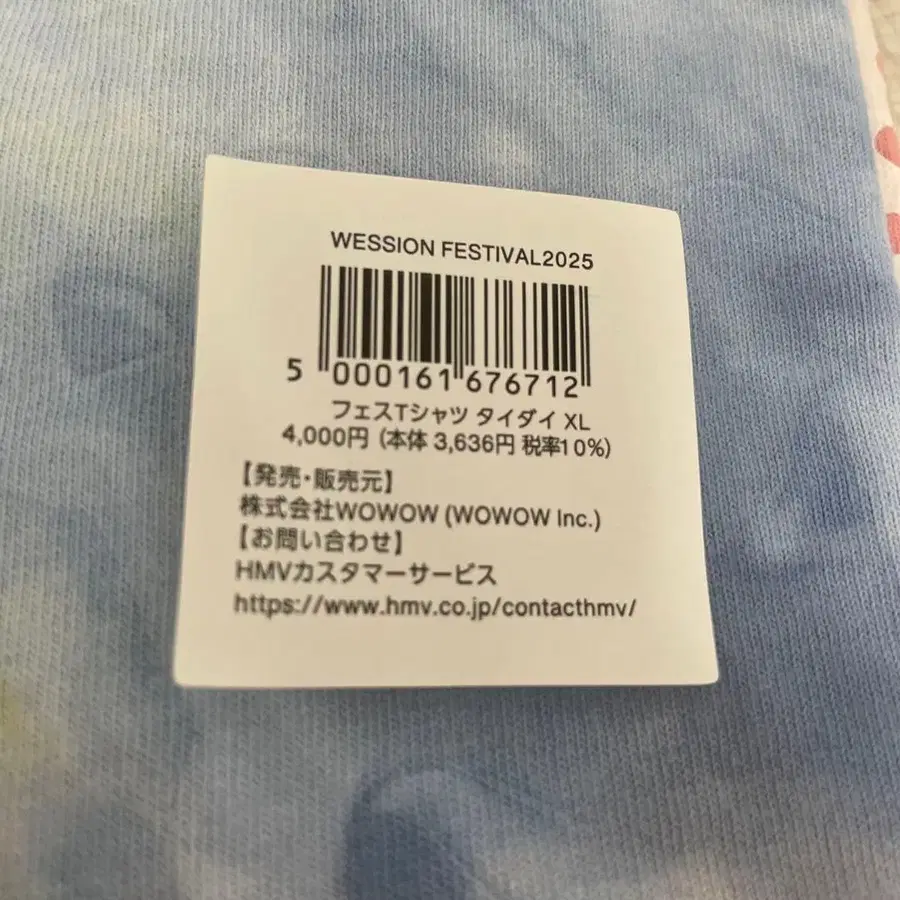 WESSION FESTIVAL2025
5 000161 676712
フェスTシャツ タイダイ XL
4,000円 (本体 3,636円 税率10%)
【発売・販売元】
株式会社WOWOW (WOWOW Inc.)
【お問い合わせ】
HMVカスタマーサービス
https://www.hmv.co.jp/contacthmv/